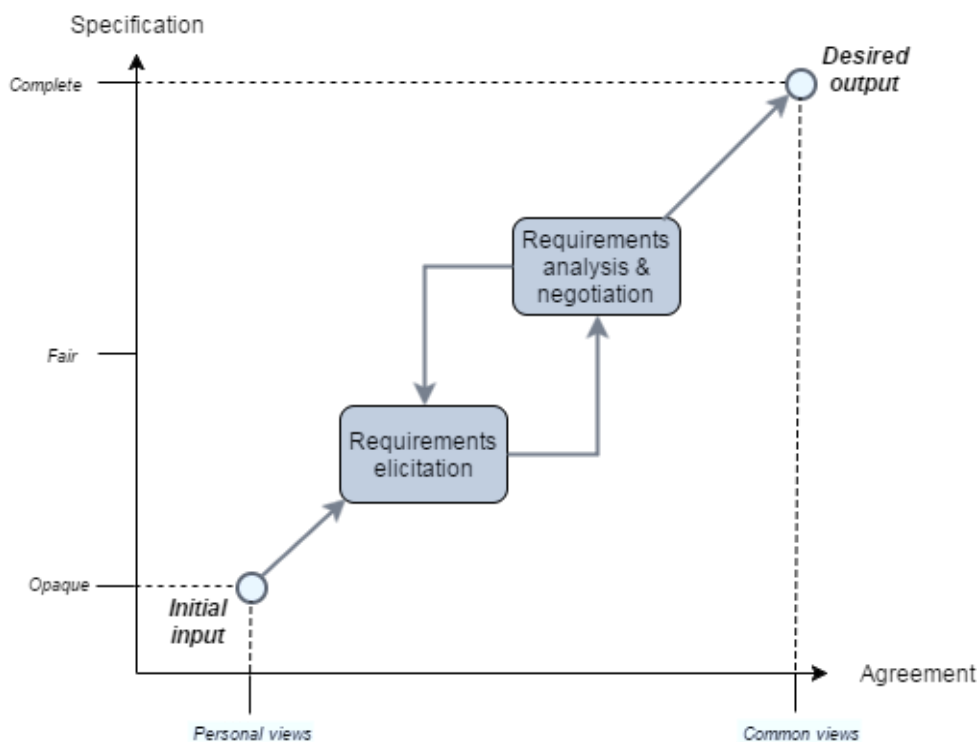 Specification
Complete
Desired
output
Requirements
analysis &
negotiation
Fair
Requirements
elicitation
Opaque
Initial
input
Agreement
Personal views
Common views